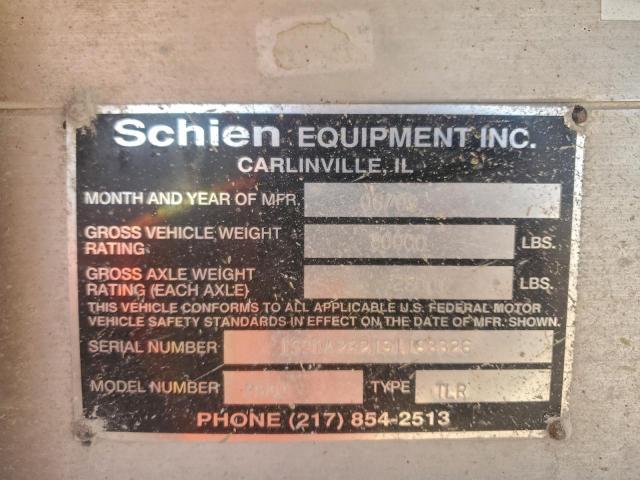 Schien EQUIPMENT INC.
CARLINVILLE, IL
MONTH AND YEAR OF MFR.
GROSS VEHICLE WEIGHT
RATING LBS.
GROSS AXLE WEIGHT
RATING (EACH AXLE) LBS.
THIS VEHICLE CONFORMS TO ALL APPLICABLE U.S. FEDERAL MOTOR
VEHICLE SAFETY STANDARDS IN EFFECT ON THE DATE OF MFR. SHOWN.
SERIAL NUMBER
MODEL NUMBER TYPE TLR
PHONE (217) 854-2513